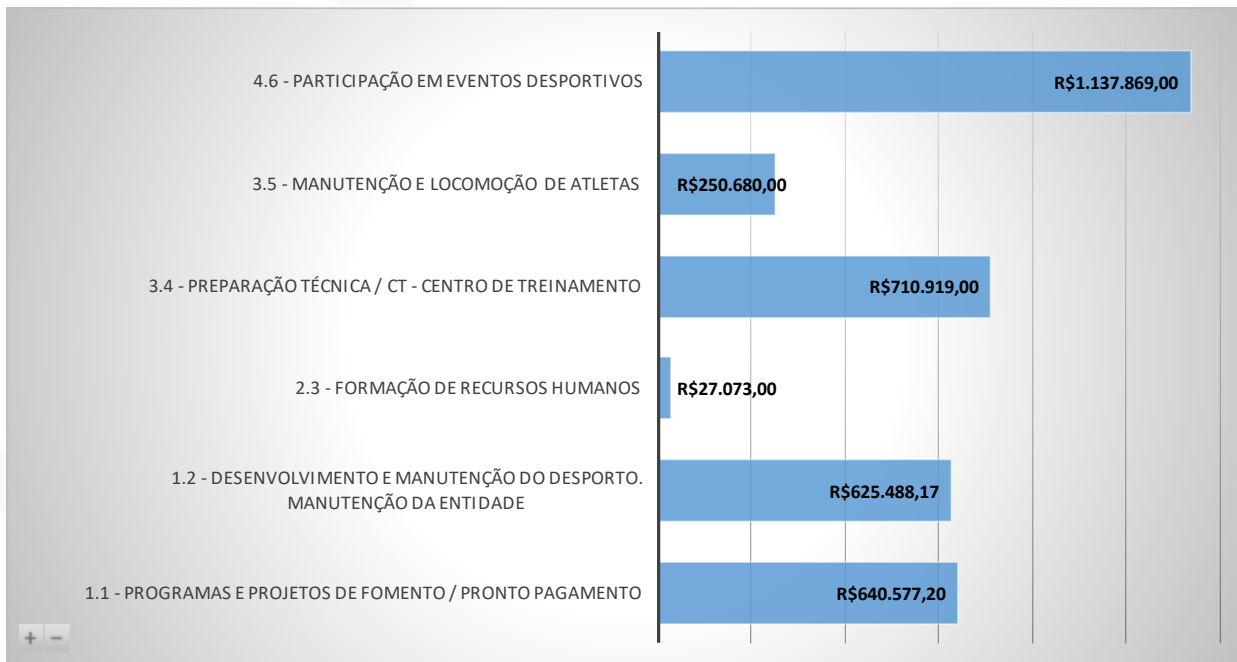 4.6 - PARTICIPAÇÃO EM EVENTOS DESPORTIVOS
R$1.137.869,00
3.5 - MANUTENÇÃO E LOCOMOÇÃO DE ATLETAS
R$250.680,00
3.4 - PREPARAÇÃO TÉCNICA / CT - CENTRO DE TREINAMENTO
R$710.919,00
2.3 - FORMAÇÃO DE RECURSOS HUMANOS
R$27.073,00
1.2 - DESENVOLVIMENTO E MANUTENÇÃO DO DESPORTO.
MANUTENÇÃO DA ENTIDADE
R$625.488,17
1.1 - PROGRAMAS E PROJETOS DE FOMENTO / PRONTO PAGAMENTO
R$640.577,20
+ −